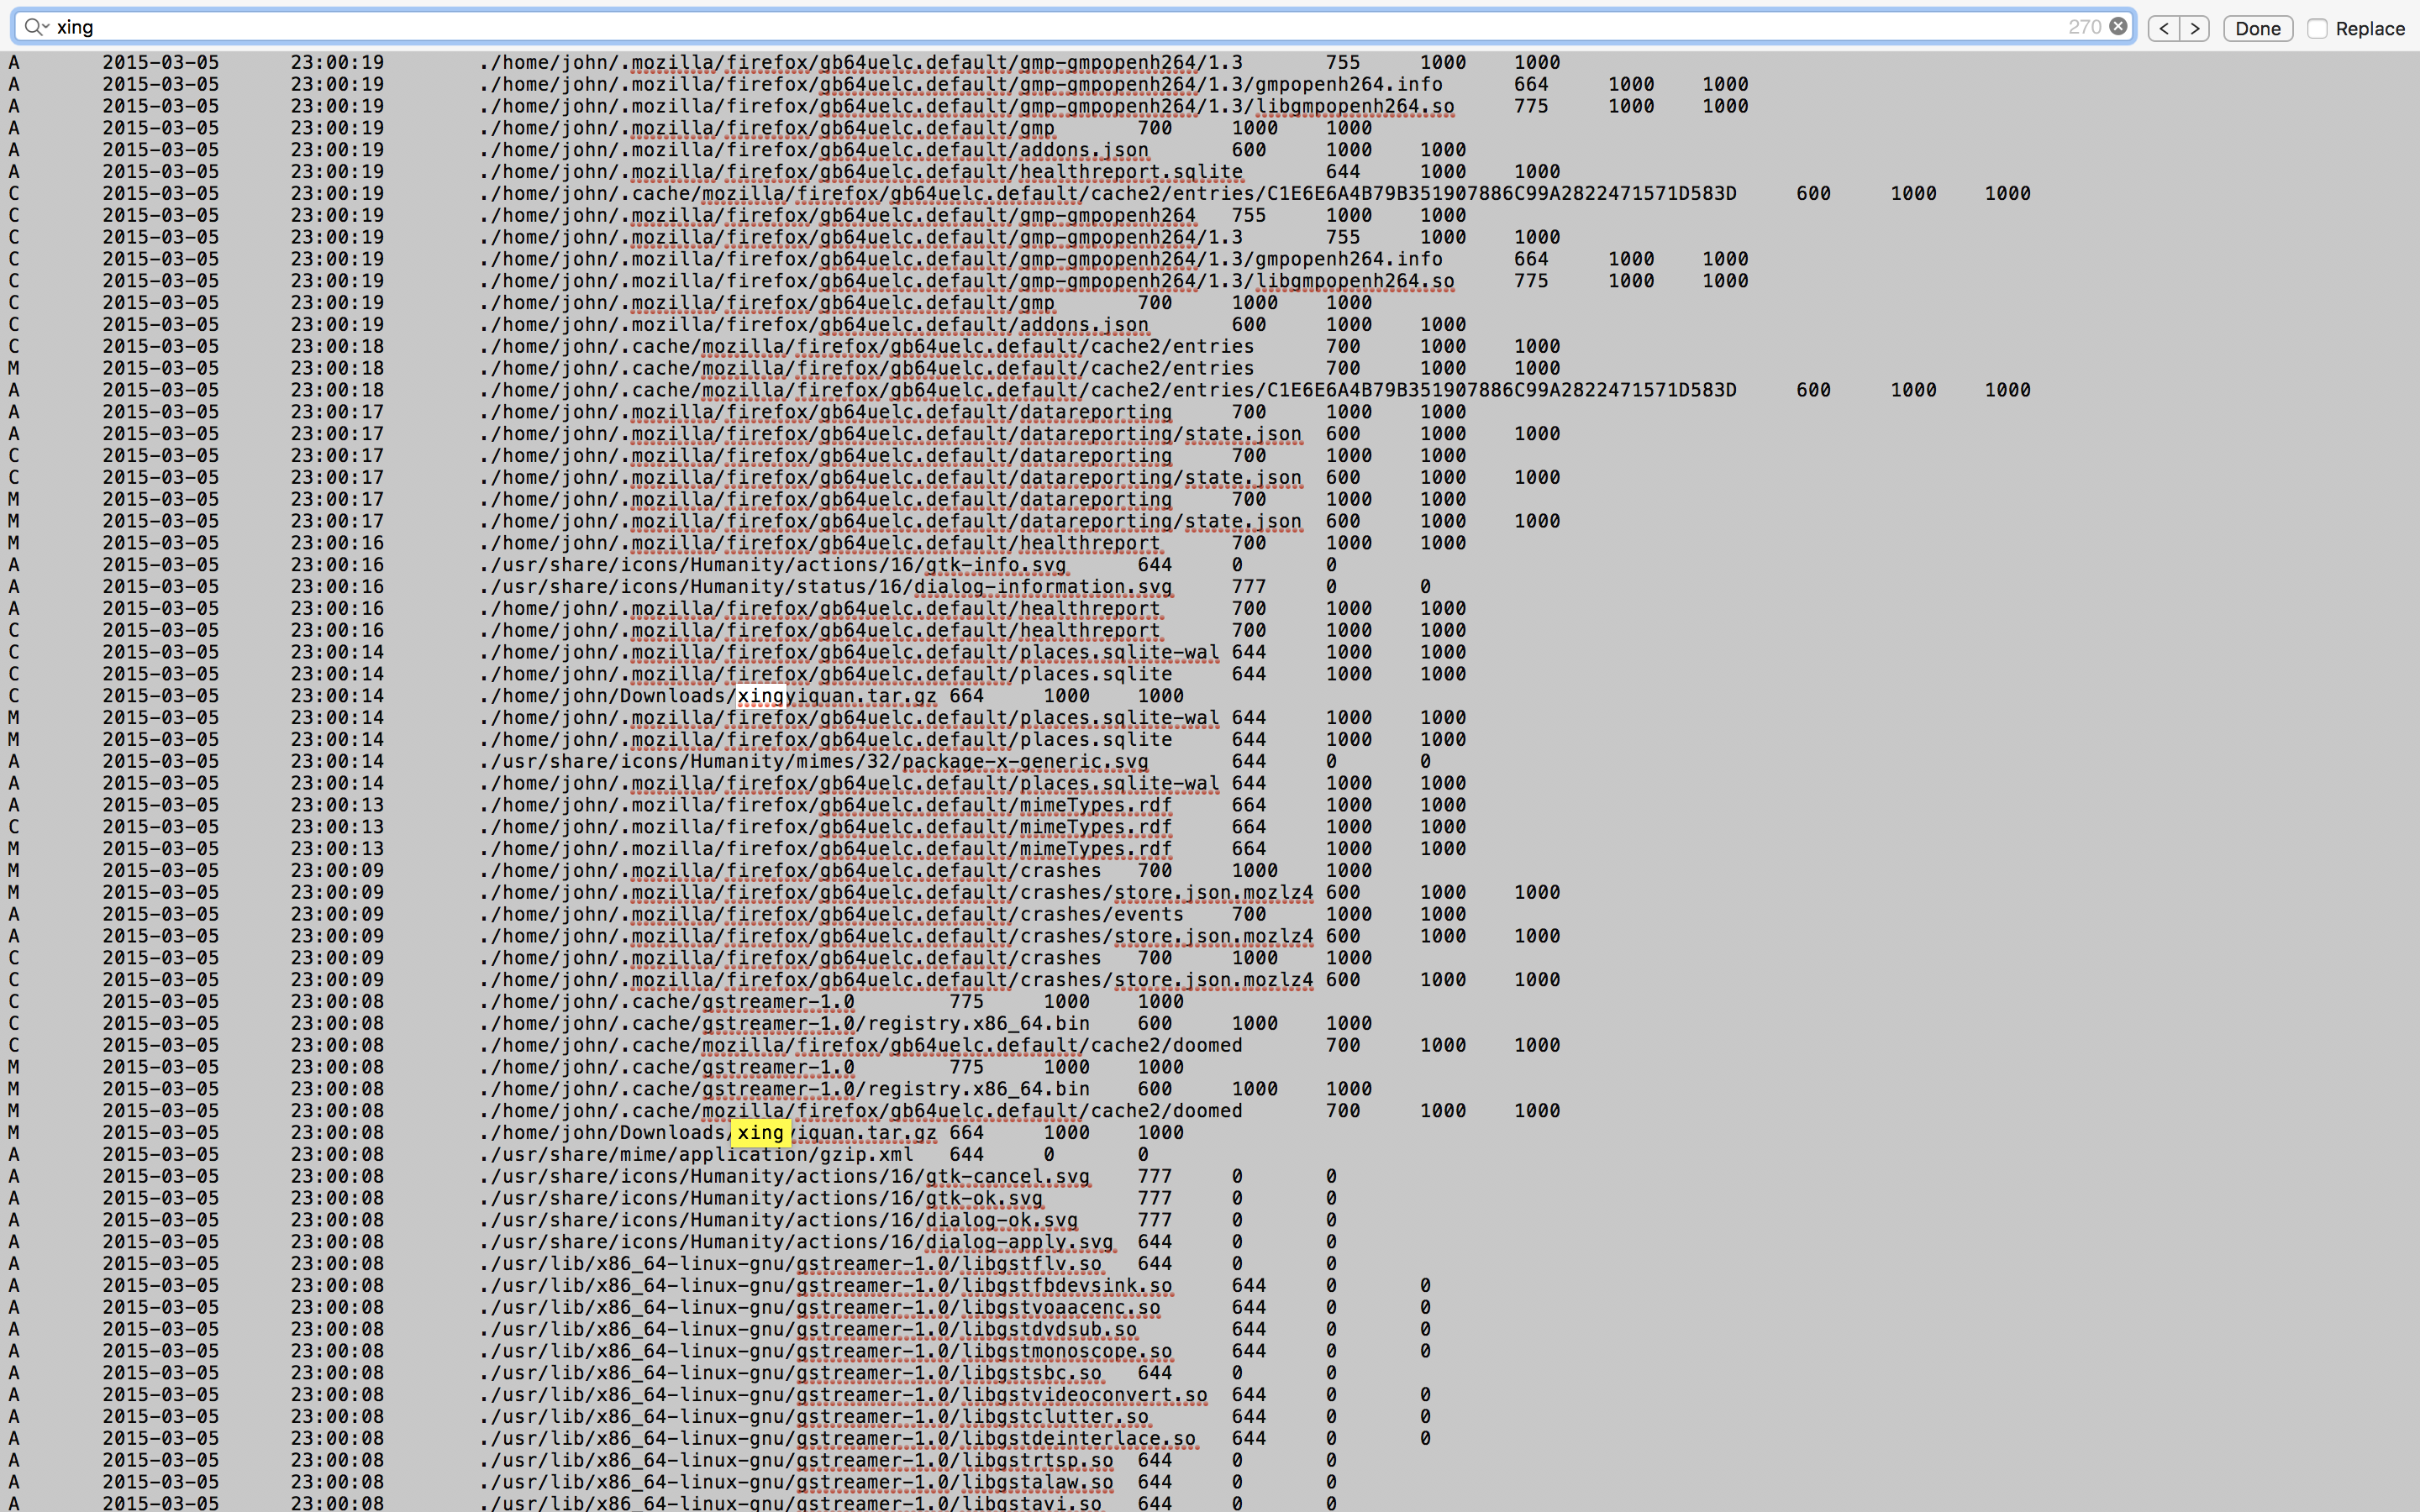 xing 270 < > Done Replace
A 2015-03-05 23:00:19 ./home/john/.mozilla/firefox/gb64uelc.default/gmp-gmpopenh264/1.3 755 1000 1000
A 2015-03-05 23:00:19 ./home/john/.mozilla/firefox/gb64uelc.default/gmp-gmpopenh264/1.3/gmpopenh264.info 664 1000 1000
A 2015-03-05 23:00:19 ./home/john/.mozilla/firefox/gb64uelc.default/gmp-gmpopenh264/1.3/libgmpopenh264.so 775 1000 1000
A 2015-03-05 23:00:19 ./home/john/.mozilla/firefox/gb64uelc.default/gmp 700 1000 1000
A 2015-03-05 23:00:19 ./home/john/.mozilla/firefox/gb64uelc.default/addons.json 600 1000 1000
A 2015-03-05 23:00:19 ./home/john/.mozilla/firefox/gb64uelc.default/healthreport.sqlite 644 1000 1000
C 2015-03-05 23:00:19 ./home/john/.cache/mozilla/firefox/gb64uelc.default/cache2/entries/C1E6E6A4B79B351907886C99A2822471571D583D 600 1000 1000
C 2015-03-05 23:00:19 ./home/john/.mozilla/firefox/gb64uelc.default/gmp-gmpopenh264 755 1000 1000
C 2015-03-05 23:00:19 ./home/john/.mozilla/firefox/gb64uelc.default/gmp-gmpopenh264/1.3 755 1000 1000
C 2015-03-05 23:00:19 ./home/john/.mozilla/firefox/gb64uelc.default/gmp-gmpopenh264/1.3/gmpopenh264.info 664 1000 1000
C 2015-03-05 23:00:19 ./home/john/.mozilla/firefox/gb64uelc.default/gmp-gmpopenh264/1.3/libgmpopenh264.so 775 1000 1000
C 2015-03-05 23:00:19 ./home/john/.mozilla/firefox/gb64uelc.default/gmp 700 1000 1000
C 2015-03-05 23:00:19 ./home/john/.mozilla/firefox/gb64uelc.default/addons.json 600 1000 1000
C 2015-03-05 23:00:18 ./home/john/.cache/mozilla/firefox/gb64uelc.default/cache2/entries 700 1000 1000
M 2015-03-05 23:00:18 ./home/john/.cache/mozilla/firefox/gb64uelc.default/cache2/entries 700 1000 1000
A 2015-03-05 23:00:18 ./home/john/.cache/mozilla/firefox/gb64uelc.default/cache2/entries/C1E6E6A4B79B351907886C99A2822471571D583D 600 1000 1000
A 2015-03-05 23:00:17 ./home/john/.mozilla/firefox/gb64uelc.default/datareporting 700 1000 1000
A 2015-03-05 23:00:17 ./home/john/.mozilla/firefox/gb64uelc.default/datareporting/state.json 600 1000 1000
C 2015-03-05 23:00:17 ./home/john/.mozilla/firefox/gb64uelc.default/datareporting 700 1000 1000
C 2015-03-05 23:00:17 ./home/john/.mozilla/firefox/gb64uelc.default/datareporting/state.json 600 1000 1000
M 2015-03-05 23:00:17 ./home/john/.mozilla/firefox/gb64uelc.default/datareporting 700 1000 1000
M 2015-03-05 23:00:17 ./home/john/.mozilla/firefox/gb64uelc.default/datareporting/state.json 600 1000 1000
M 2015-03-05 23:00:16 ./home/john/.mozilla/firefox/gb64uelc.default/healthreport 700 1000 1000
A 2015-03-05 23:00:16 ./usr/share/icons/Humanity/actions/16/gtk-info.svg 644 0 0
A 2015-03-05 23:00:16 ./usr/share/icons/Humanity/status/16/dialog-information.svg 777 0 0
A 2015-03-05 23:00:16 ./home/john/.mozilla/firefox/gb64uelc.default/healthreport 700 1000 1000
C 2015-03-05 23:00:16 ./home/john/.mozilla/firefox/gb64uelc.default/healthreport 700 1000 1000
C 2015-03-05 23:00:14 ./home/john/.mozilla/firefox/gb64uelc.default/places.sqlite-wal 644 1000 1000
C 2015-03-05 23:00:14 ./home/john/.mozilla/firefox/gb64uelc.default/places.sqlite 644 1000 1000
C 2015-03-05 23:00:14 ./home/john/Downloads/xingyiquan.tar.gz 664 1000 1000
M 2015-03-05 23:00:14 ./home/john/.mozilla/firefox/gb64uelc.default/places.sqlite-wal 644 1000 1000
M 2015-03-05 23:00:14 ./home/john/.mozilla/firefox/gb64uelc.default/places.sqlite 644 1000 1000
A 2015-03-05 23:00:14 ./usr/share/icons/Humanity/mimes/32/package-x-generic.svg 644 0 0
A 2015-03-05 23:00:14 ./home/john/.mozilla/firefox/gb64uelc.default/places.sqlite-wal 644 1000 1000
A 2015-03-05 23:00:13 ./home/john/.mozilla/firefox/gb64uelc.default/mimeTypes.rdf 664 1000 1000
C 2015-03-05 23:00:13 ./home/john/.mozilla/firefox/gb64uelc.default/mimeTypes.rdf 664 1000 1000
M 2015-03-05 23:00:13 ./home/john/.mozilla/firefox/gb64uelc.default/mimeTypes.rdf 664 1000 1000
M 2015-03-05 23:00:09 ./home/john/.mozilla/firefox/gb64uelc.default/crashes 700 1000 1000
M 2015-03-05 23:00:09 ./home/john/.mozilla/firefox/gb64uelc.default/crashes/store.json.mozlz4 600 1000 1000
A 2015-03-05 23:00:09 ./home/john/.mozilla/firefox/gb64uelc.default/crashes/events 700 1000 1000
A 2015-03-05 23:00:09 ./home/john/.mozilla/firefox/gb64uelc.default/crashes/store.json.mozlz4 600 1000 1000
C 2015-03-05 23:00:09 ./home/john/.mozilla/firefox/gb64uelc.default/crashes 700 1000 1000
C 2015-03-05 23:00:09 ./home/john/.mozilla/firefox/gb64uelc.default/crashes/store.json.mozlz4 600 1000 1000
C 2015-03-05 23:00:08 ./home/john/.cache/gstreamer-1.0 775 1000 1000
C 2015-03-05 23:00:08 ./home/john/.cache/gstreamer-1.0/registry.x86_64.bin 600 1000 1000
C 2015-03-05 23:00:08 ./home/john/.cache/mozilla/firefox/gb64uelc.default/cache2/doomed 700 1000 1000
M 2015-03-05 23:00:08 ./home/john/.cache/gstreamer-1.0 775 1000 1000
M 2015-03-05 23:00:08 ./home/john/.cache/gstreamer-1.0/registry.x86_64.bin 600 1000 1000
M 2015-03-05 23:00:08 ./home/john/.cache/mozilla/firefox/gb64uelc.default/cache2/doomed 700 1000 1000
M 2015-03-05 23:00:08 ./home/john/Downloads/xingyiquan.tar.gz 664 1000 1000
A 2015-03-05 23:00:08 ./usr/share/mime/application/gzip.xml 644 0 0
A 2015-03-05 23:00:08 ./usr/share/icons/Humanity/actions/16/gtk-cancel.svg 777 0 0
A 2015-03-05 23:00:08 ./usr/share/icons/Humanity/actions/16/gtk-ok.svg 777 0 0
A 2015-03-05 23:00:08 ./usr/share/icons/Humanity/actions/16/dialog-ok.svg 777 0 0
A 2015-03-05 23:00:08 ./usr/share/icons/Humanity/actions/16/dialog-apply.svg 644 0 0
A 2015-03-05 23:00:08 ./usr/lib/x86_64-linux-gnu/gstreamer-1.0/libgstflv.so 644 0 0
A 2015-03-05 23:00:08 ./usr/lib/x86_64-linux-gnu/gstreamer-1.0/libgstfbdevsink.so 644 0 0
A 2015-03-05 23:00:08 ./usr/lib/x86_64-linux-gnu/gstreamer-1.0/libgstvoaacenc.so 644 0 0
A 2015-03-05 23:00:08 ./usr/lib/x86_64-linux-gnu/gstreamer-1.0/libgstdvdsub.so 644 0 0
A 2015-03-05 23:00:08 ./usr/lib/x86_64-linux-gnu/gstreamer-1.0/libgstmonoscope.so 644 0 0
A 2015-03-05 23:00:08 ./usr/lib/x86_64-linux-gnu/gstreamer-1.0/libgstsbc.so 644 0 0
A 2015-03-05 23:00:08 ./usr/lib/x86_64-linux-gnu/gstreamer-1.0/libgstvideoconvert.so 644 0 0
A 2015-03-05 23:00:08 ./usr/lib/x86_64-linux-gnu/gstreamer-1.0/libgstclutter.so 644 0 0
A 2015-03-05 23:00:08 ./usr/lib/x86_64-linux-gnu/gstreamer-1.0/libgstdeinterlace.so 644 0 0
A 2015-03-05 23:00:08 ./usr/lib/x86_64-linux-gnu/gstreamer-1.0/libgstrtsp.so 644 0 0
A 2015-03-05 23:00:08 ./usr/lib/x86_64-linux-gnu/gstreamer-1.0/libgstalaw.so 644 0 0
A 2015-03-05 23:00:08 ./usr/lib/x86_64-linux-gnu/gstreamer-1.0/libgstavi.so 644 0 0